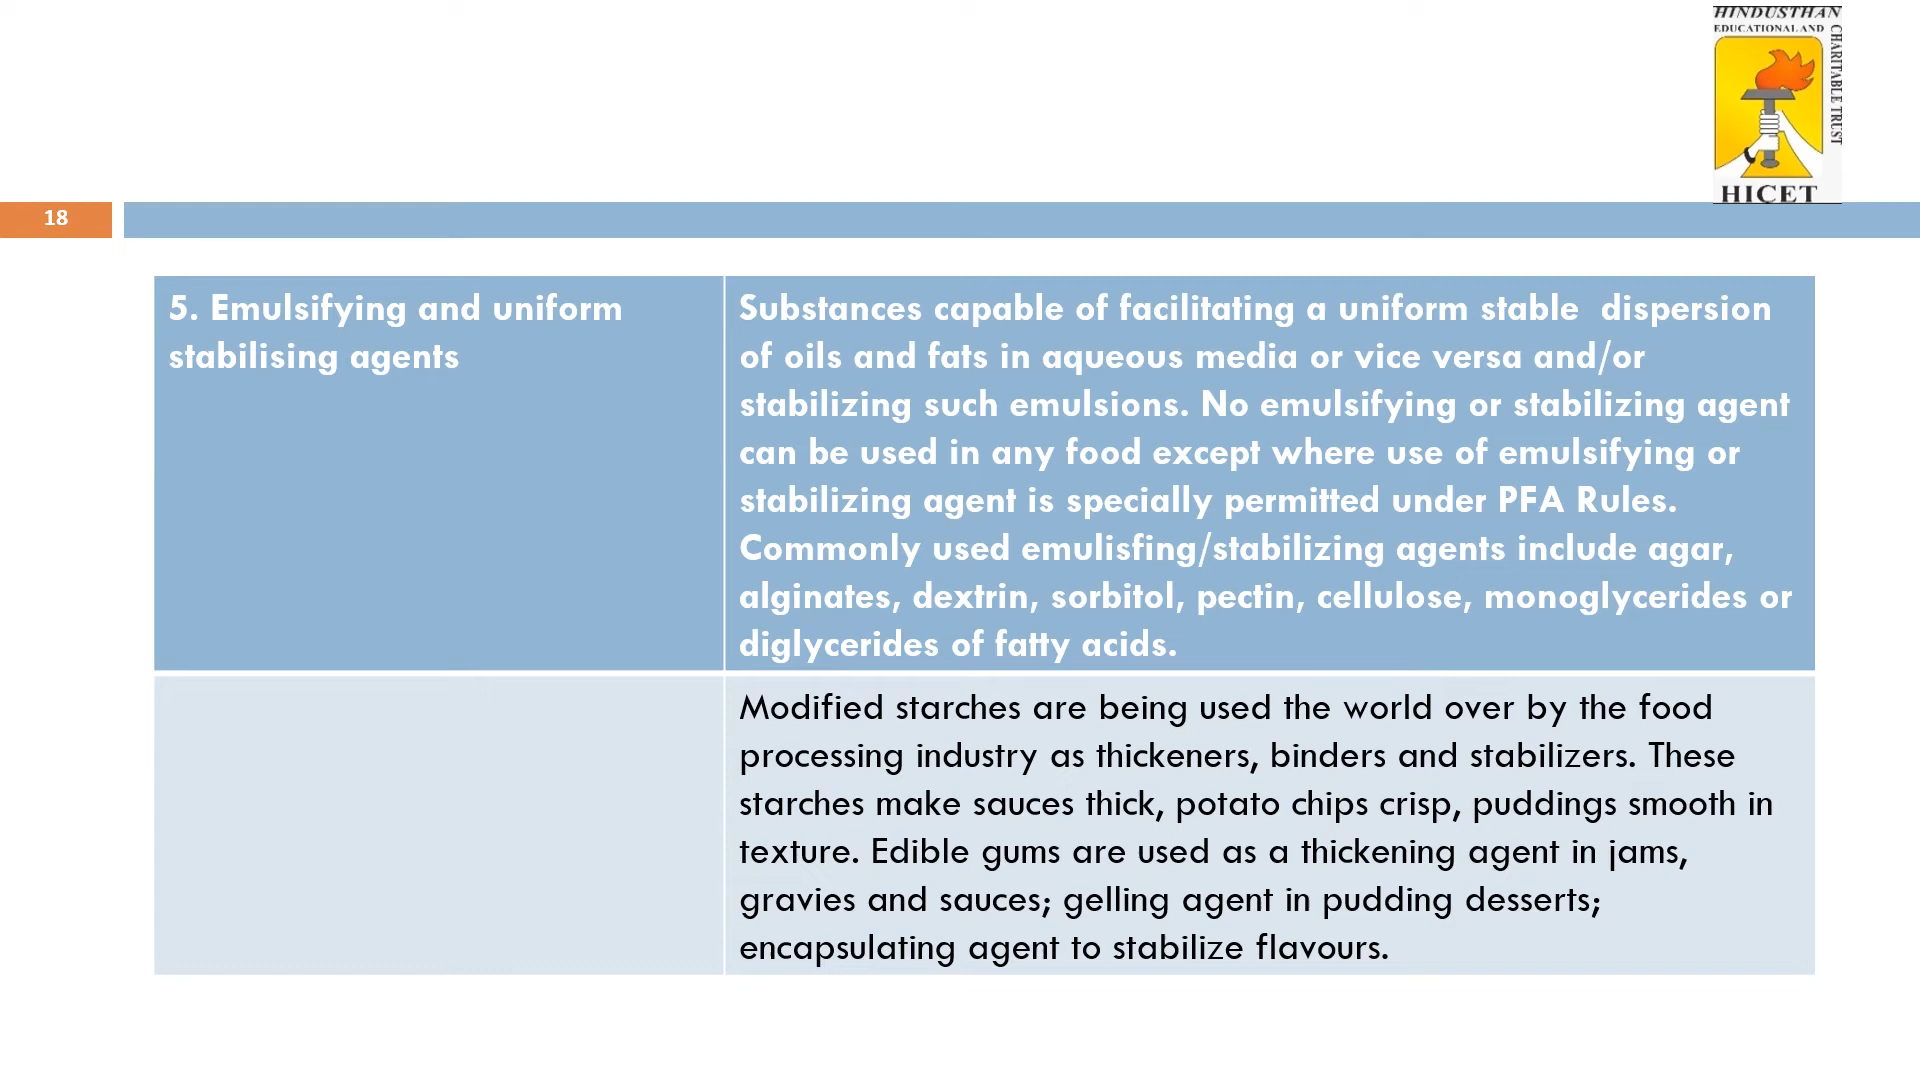 HINDUSTHAN
EDUCATIONAL AND
CHARITABLE TRUST
HICET
18
5. Emulsifying and uniform
stabilising agents
Substances capable of facilitating a uniform stable  dispersion
of oils and fats in aqueous media or vice versa and/or
stabilizing such emulsions. No emulsifying or stabilizing agent
can be used in any food except where use of emulsifying or
stabilizing agent is specially permitted under PFA Rules.
Commonly used emulisfing/stabilizing agents include agar,
alginates, dextrin, sorbitol, pectin, cellulose, monoglycerides or
diglycerides of fatty acids.
Modified starches are being used the world over by the food
processing industry as thickeners, binders and stabilizers. These
starches make sauces thick, potato chips crisp, puddings smooth in
texture. Edible gums are used as a thickening agent in jams,
gravies and sauces; gelling agent in pudding desserts;
encapsulating agent to stabilize flavours.